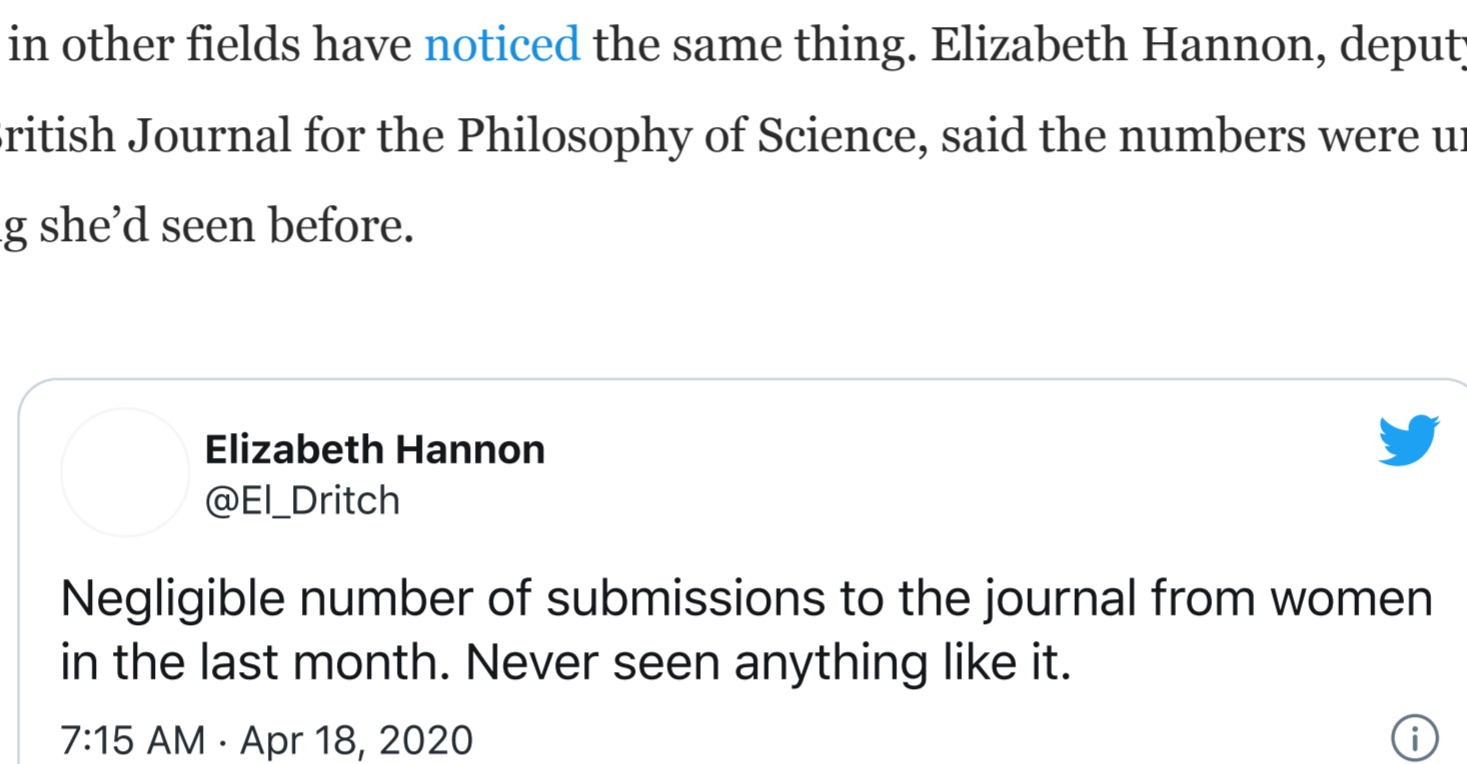 in other fields have noticed the same thing. Elizabeth Hannon,
British Journal for the Philosophy of Science, said the numbers were
she’d seen before.
Elizabeth Hannon
@El_Dritch
Negligible number of submissions to the journal from women
in the last month. Never seen anything like it.
7:15 AM · Apr 18, 2020